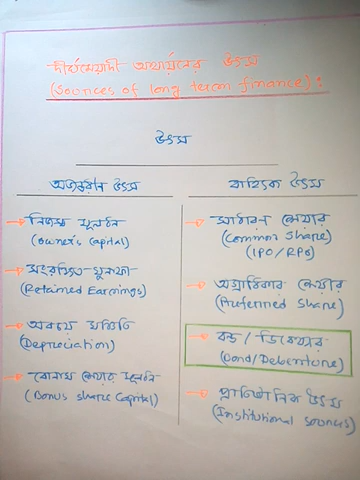 দীর্ঘমেয়াদী অর্থায়নের উৎস
(Sources of long term finance):
উৎস
অভ্যন্তরীণ উৎস
বাহ্যিক উৎস
→ নিজস্ব মূলধন
(Owner's Capital)
→ সংরক্ষিত মুনাফা
(Retained Earnings)
→ অবচয় সঞ্চিতি
(Depreciation)
→ বোনাস শেয়ার মূলধন
(Bonus Share Capital)
→ সাধারণ শেয়ার
(Common Share)
(IPO/RPO)
→ অগ্রাধিকার শেয়ার
(Preferred Share)
→ বন্ড / ডিবেঞ্চার
(Bond/Debenture)
→ প্রাতিষ্ঠানিক উৎস
(Institutional Sources)